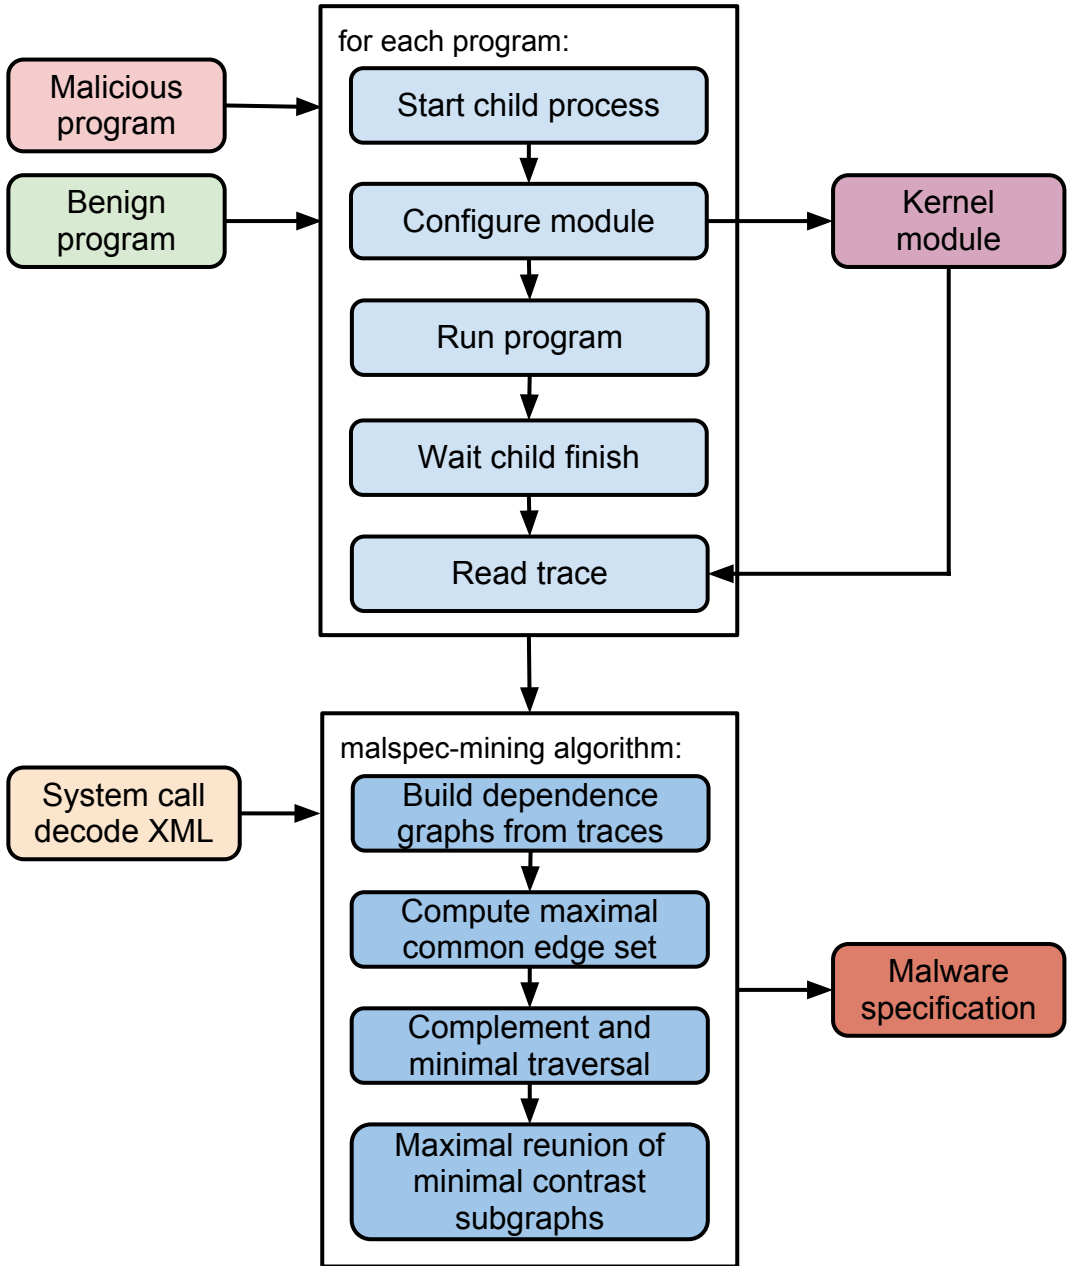 for each program:
Malicious
program
Start child process
Benign
program
Configure module
Kernel
module
Run program
Wait child finish
Read trace
malspec-mining algorithm:
System call
decode XML
Build dependence
graphs from traces
Compute maximal
common edge set
Malware
specification
Complement and
minimal traversal
Maximal reunion of
minimal contrast
subgraphs